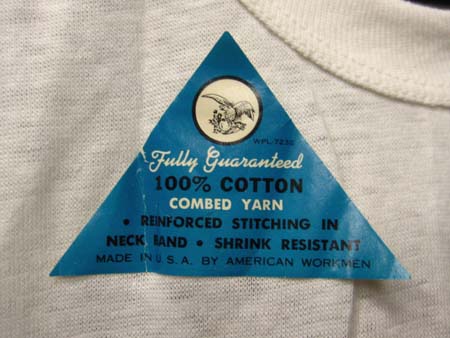 WPL-7232
Fully Guaranteed
100% COTTON
COMBED YARN
• REINFORCED STITCHING IN
NECK BAND • SHRINK RESISTANT
MADE IN U.S.A. BY AMERICAN WORKMEN